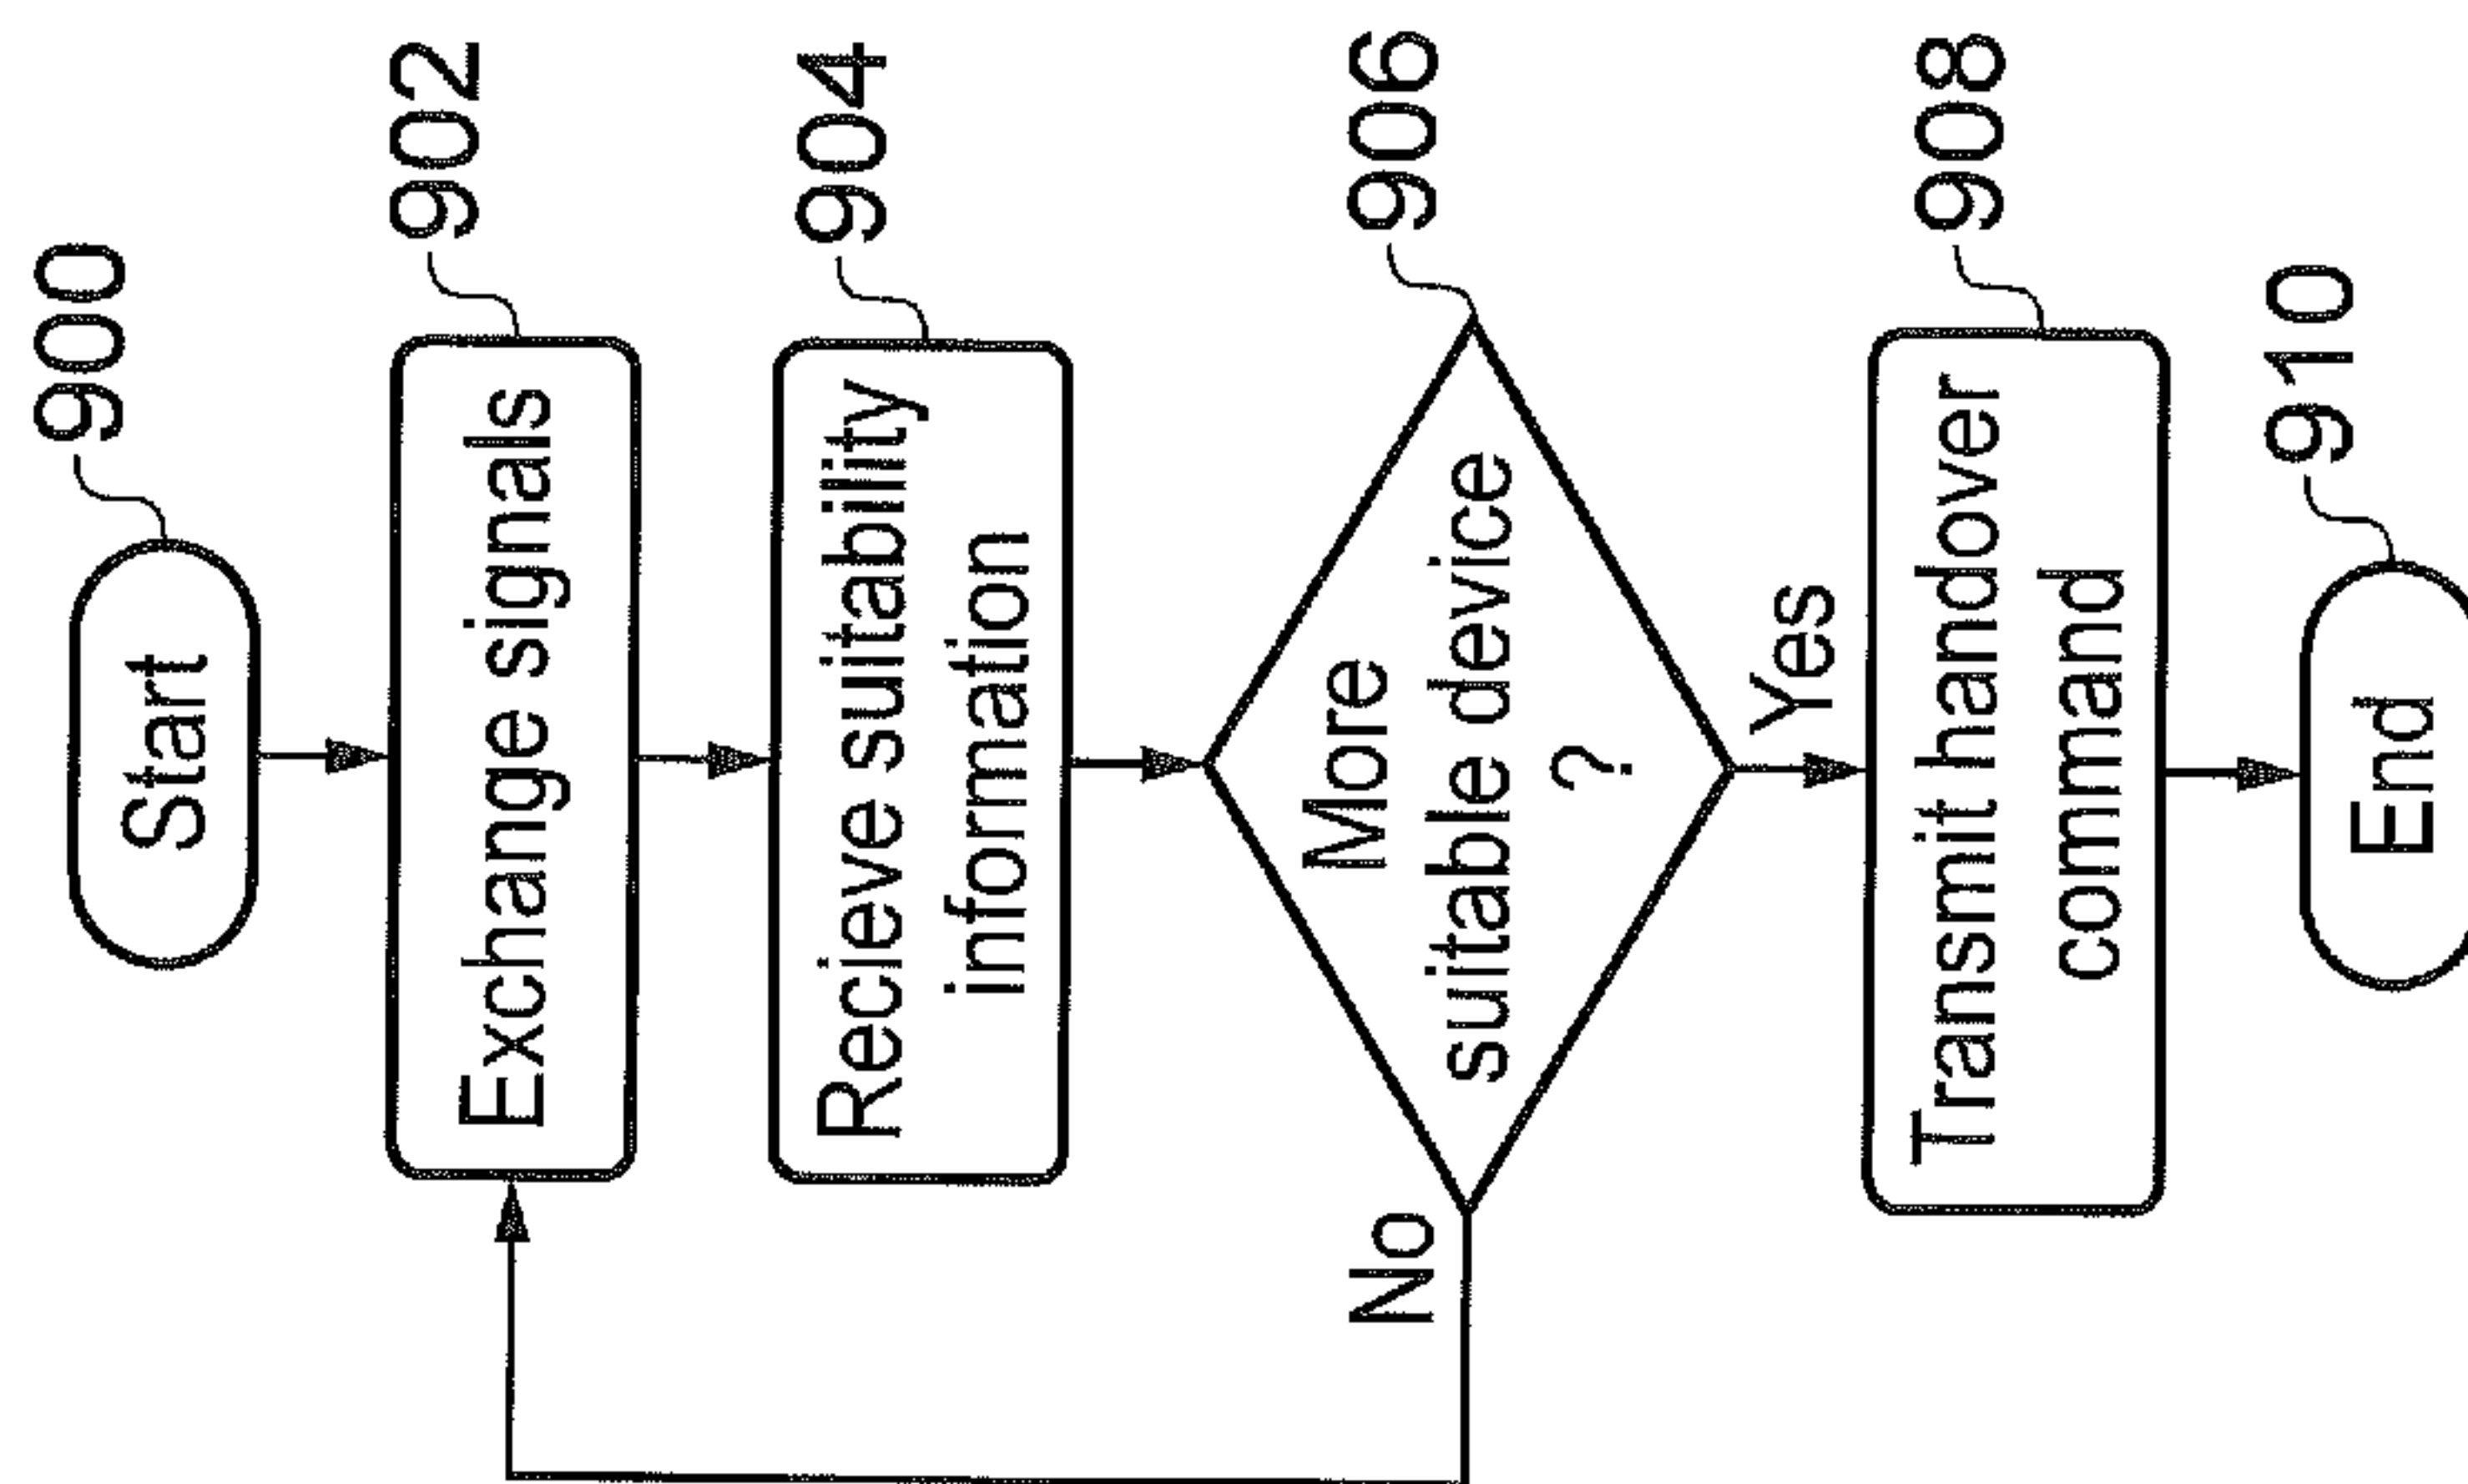 900
Start
902
Exchange signals
904
Recieve suitability
information
906
More
suitable device
?
No
Yes
908
Transmit handover
command
910
End